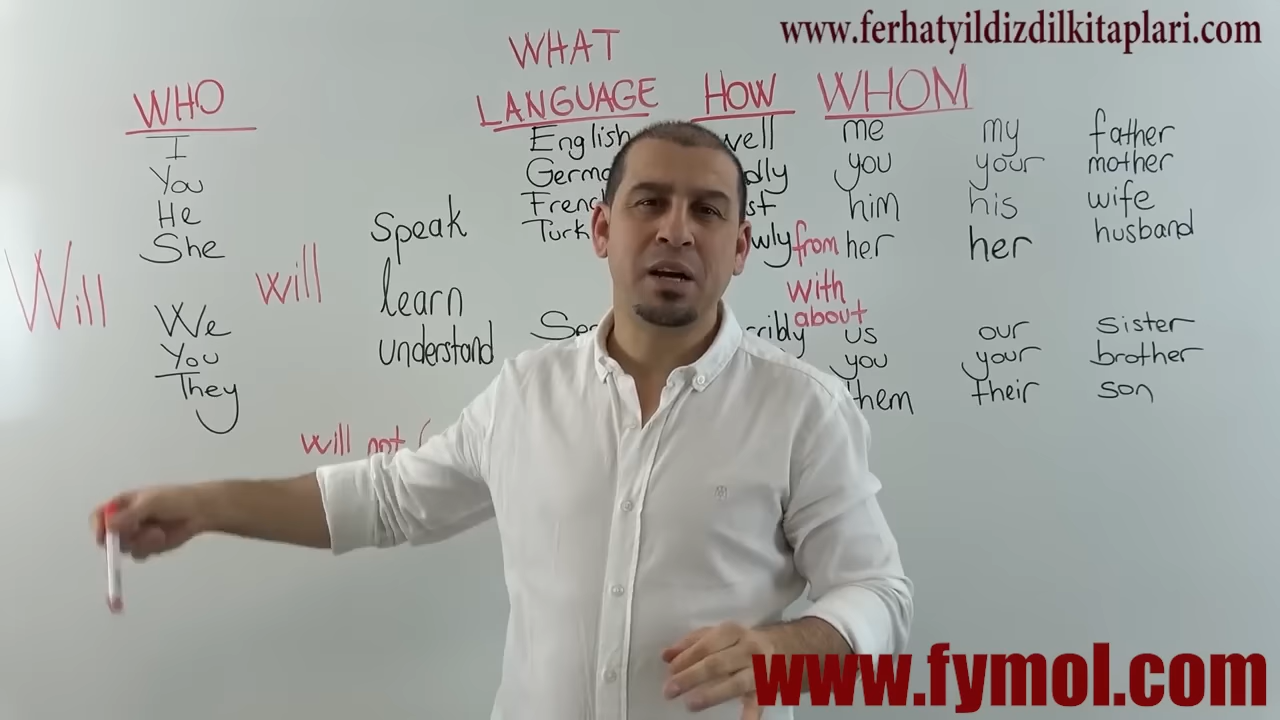 www.ferhatyildizdilkitaplari.com
WHAT
WHO LANGUAGE HOW WHOM
I English me my father
You you your mother
He speak him his wife
She from her her husband
Will will learn with
We about us our sister
You understand you your brother
They them their son
will not
www.fymol.com